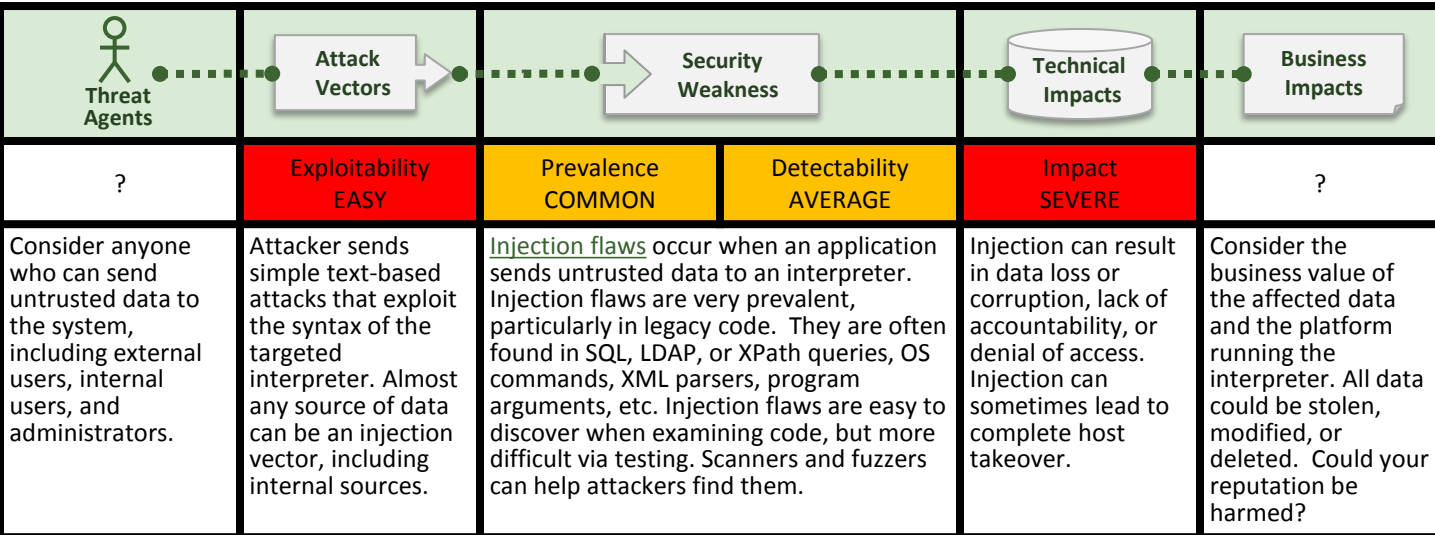 Threat
Agents
Attack
Vectors
Security
Weakness
Technical
Impacts
Business
Impacts
?
Exploitability
EASY
Prevalence
COMMON
Detectability
AVERAGE
Impact
SEVERE
?
Consider anyone
who can send
untrusted data to
the system,
including external
users, internal
users, and
administrators.
Attacker sends
simple text-based
attacks that exploit
the syntax of the
targeted
interpreter. Almost
any source of data
can be an injection
vector, including
internal sources.
Injection flaws occur when an application
sends untrusted data to an interpreter.
Injection flaws are very prevalent,
particularly in legacy code.  They are often
found in SQL, LDAP, or XPath queries, OS
commands, XML parsers, program
arguments, etc. Injection flaws are easy to
discover when examining code, but more
difficult via testing. Scanners and fuzzers
can help attackers find them.
Injection can result
in data loss or
corruption, lack of
accountability, or
denial of access.
Injection can
sometimes lead to
complete host
takeover.
Consider the
business value of
the affected data
and the platform
running the
interpreter. All data
could be stolen,
modified, or
deleted.  Could your
reputation be
harmed?